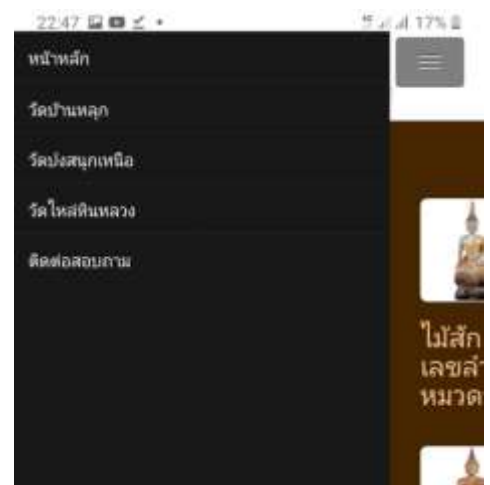 22:47
17%
หน้าหลัก
วัดบ้านหลุก
วัดปงสนุกเหนือ
วัดไหล่หินหลวง
ติดต่อสอบถาม
ไม้สัก
เลขลำ
หมวด